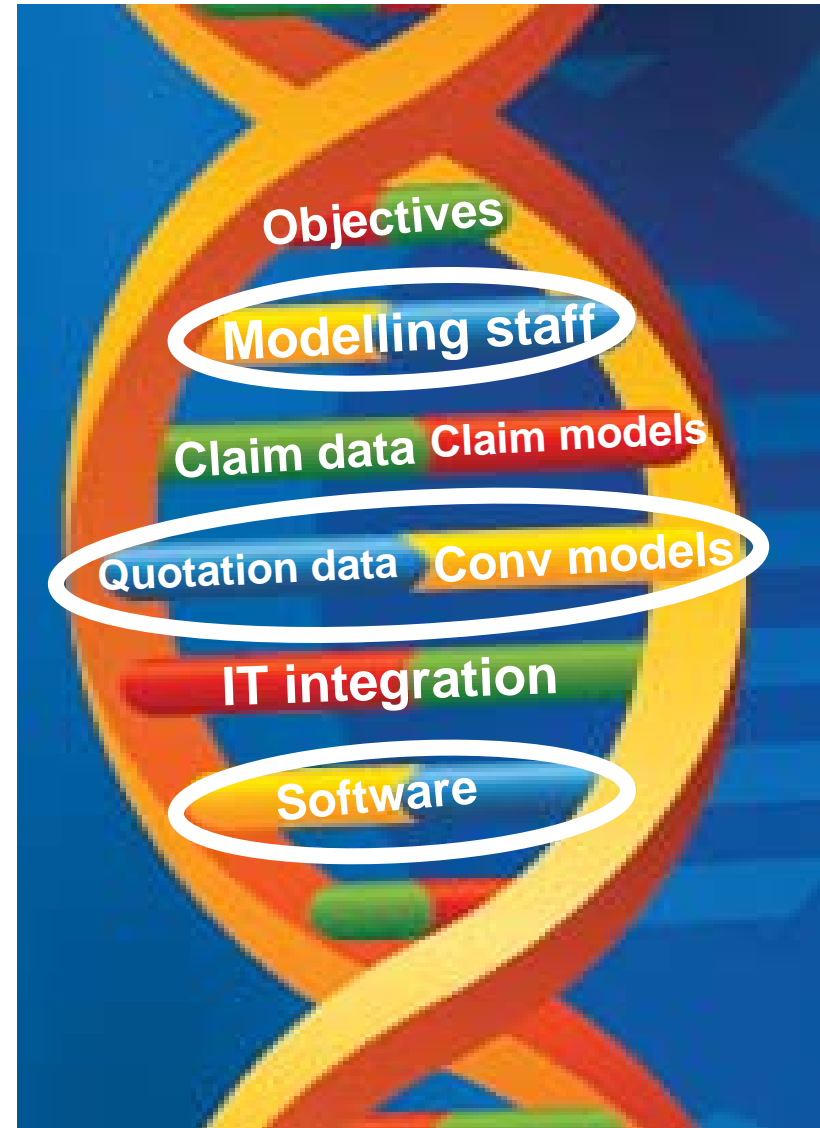 Objectives
Modelling staff
Claim data Claim models
Quotation data Conv models
IT integration
Software